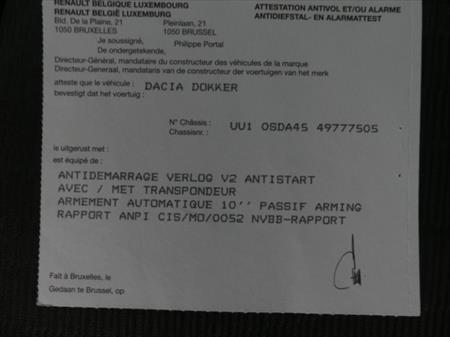 RENAULT BELGIQUE LUXEMBOURG
RENAULT BELGIË LUXEMBURG
Bld. De la Plaine, 21 Pleinlaan, 21
1050 BRUXELLES 1050 BRUSSEL
ATTESTATION ANTIVOL ET/OU ALARME
ANTIDIEFSTAL- EN ALARMATTEST
Je soussigné, Philippe Portal
De ondergetekende,
Directeur-Général, mandataire du constructeur des véhicules de la marque
Directeur-Generaal, mandataris van de constructeur der voertuigen van het merk
atteste que le véhicule : DACIA DOKKER
bevestigt dat het voertuig :
N° Châssis : UU1 0SDA45 49777505
Chassisnr. :
is uitgerust met :
est équipé de :
ANTIDEMARRAGE VERLOG V2 ANTISTART
AVEC / MET TRANSPONDEUR
ARMEMENT AUTOMATIQUE 10'' PASSIF ARMING
RAPPORT ANPI CIS/MO/0052 NVBB-RAPPORT
Fait à Bruxelles, le
Gedaan te Brussel, op